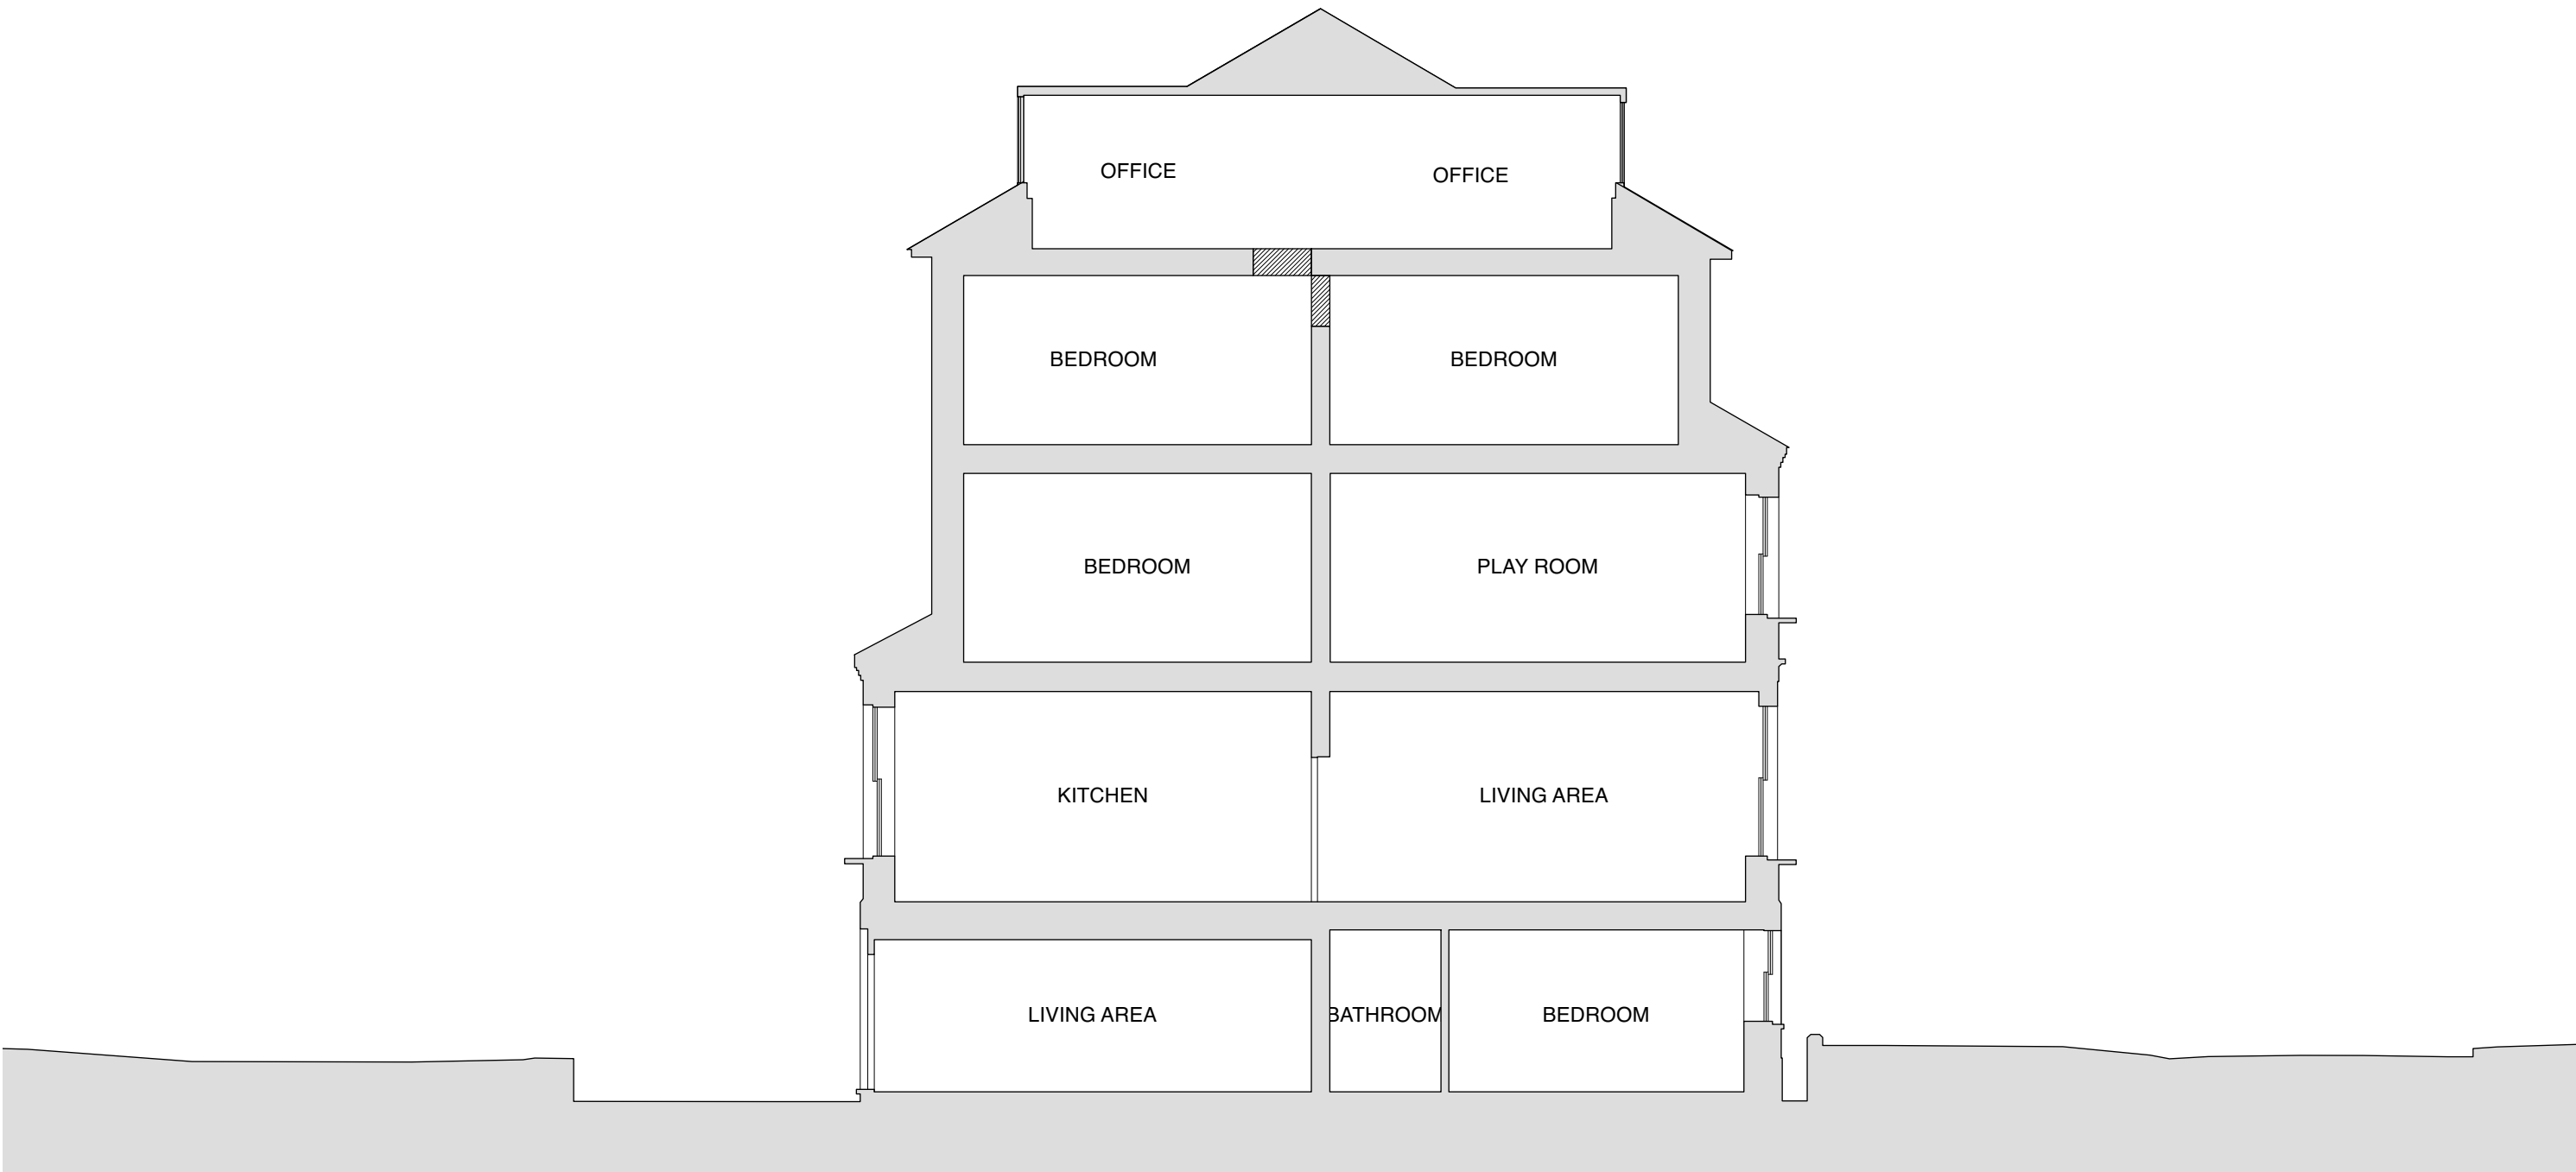 OFFICE
OFFICE
BEDROOM
BEDROOM
BEDROOM
PLAY ROOM
KITCHEN
LIVING AREA
LIVING AREA
BATHROOM
BEDROOM